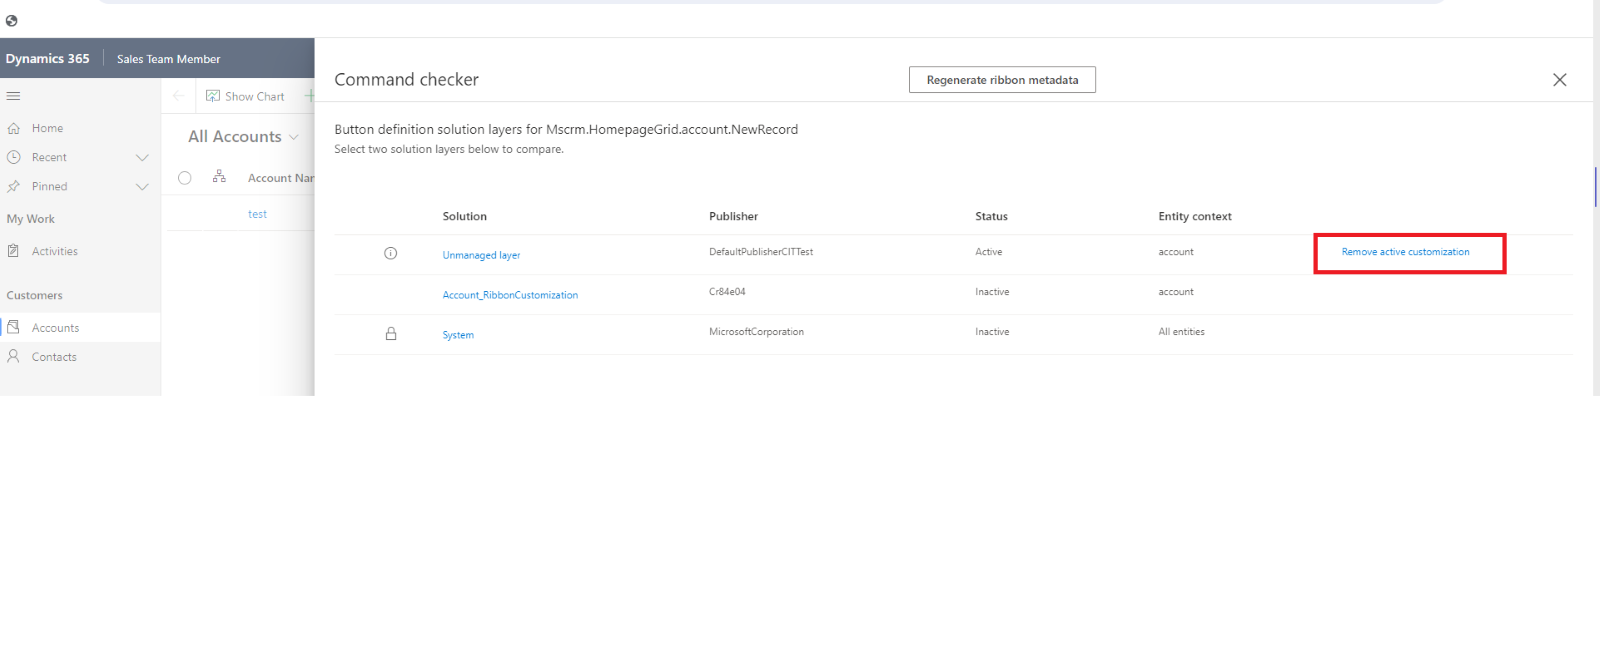 Dynamics 365
Sales Team Member
Home
Recent
Pinned
My Work
Activities
Customers
Accounts
Contacts
Show Chart
All Accounts
Account Nar
test
Command checker
Regenerate ribbon metadata
Button definition solution layers for Mscrm.HomepageGrid.account.NewRecord
Select two solution layers below to compare.
Solution Publisher Status Entity context
Unmanaged layer DefaultPublisherCITTest Active account Remove active customization
Account_RibbonCustomization Cr84e04 Inactive account
System MicrosoftCorporation Inactive All entities